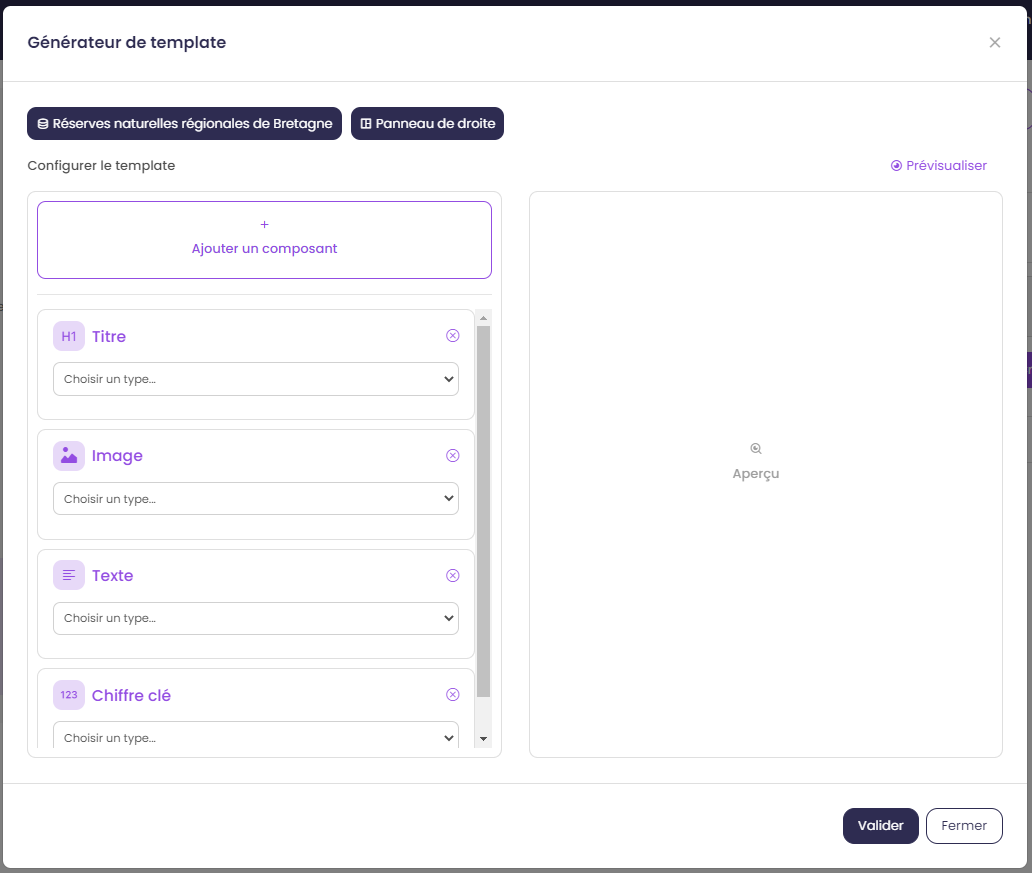 Générateur de template
Réserves naturelles régionales de Bretagne
Panneau de droite
Configurer le template
Prévisualiser
+
Ajouter un composant
H1 Titre
Choisir un type...
Image
Choisir un type...
Texte
Choisir un type...
123 Chiffre clé
Choisir un type...
Aperçu
Valider
Fermer